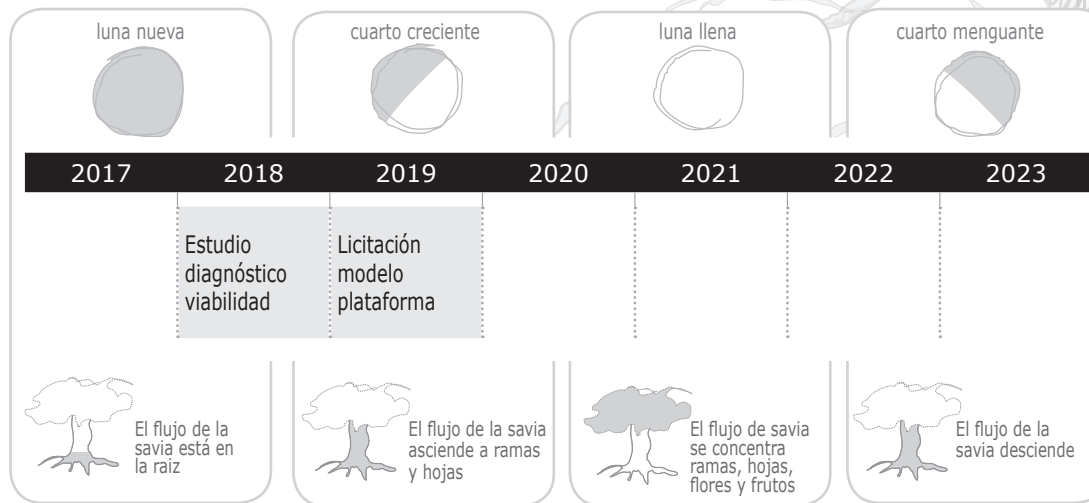 luna nueva
cuarto creciente
luna llena
cuarto menguante
2017 2018 2019 2020 2021 2022 2023
Estudio
diagnóstico
viabilidad
Licitación
modelo
plataforma
El flujo de la
savia está en
la raiz
El flujo de la savia
asciende a ramas
y hojas
El flujo de savia
se concentra
ramas, hojas,
flores y frutos
El flujo de la
savia desciende